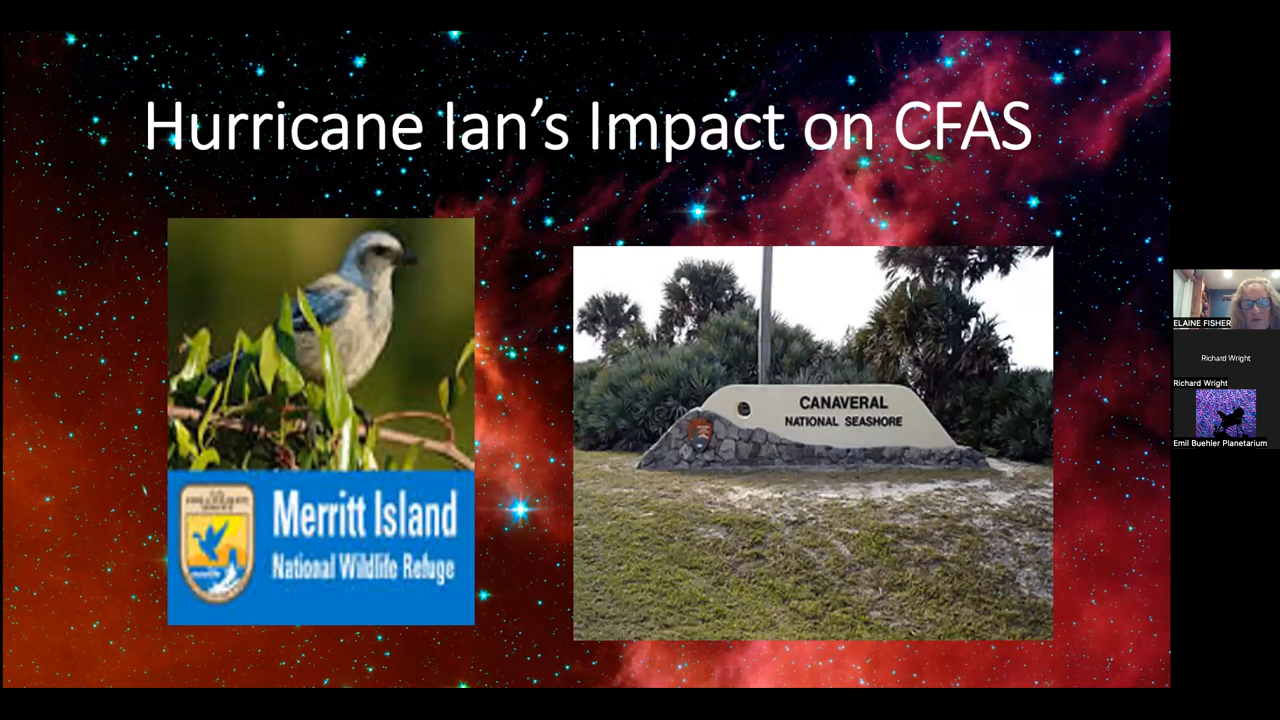 Hurricane Ian's Impact on CFAS
Merritt Island
National Wildlife Refuge
CANAVERAL
NATIONAL SEASHORE
ELAINE FISHER
Richard Wright
Richard Wright
Emil Buehler Planetarium